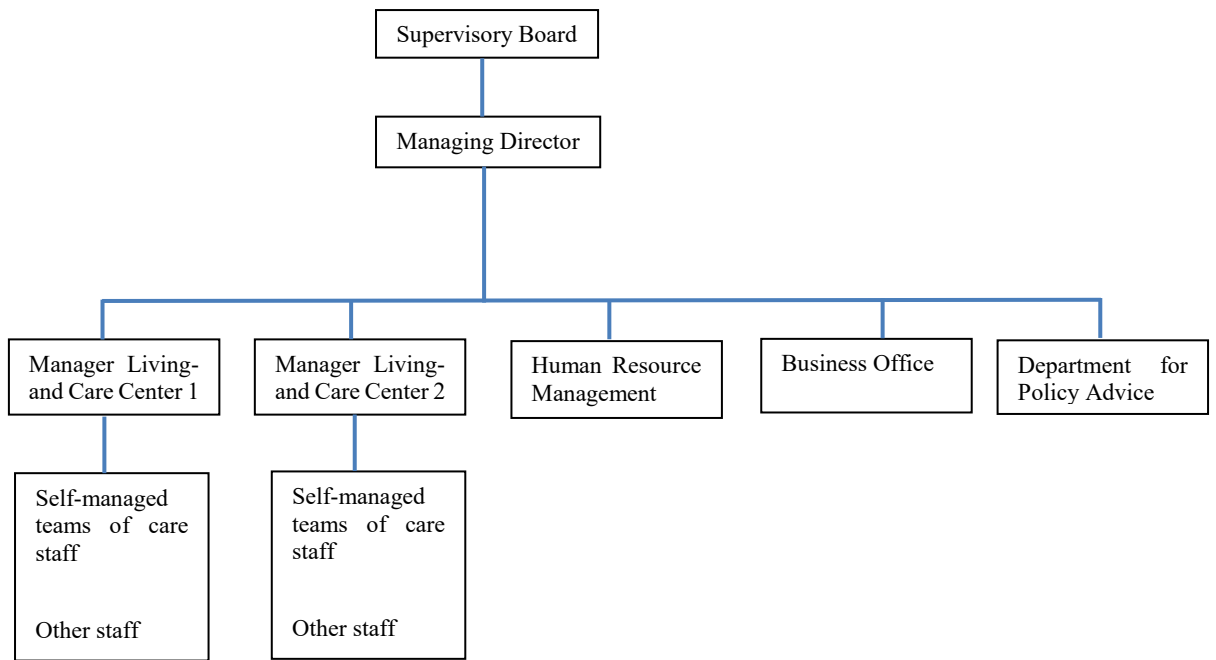 Supervisory Board
Managing Director
Manager Living-
and Care Center 1
Manager Living-
and Care Center 2
Human Resource
Management
Business Office
Department for
Policy Advice
Self-managed
teams of care
staff
Other staff
Self-managed
teams of care
staff
Other staff